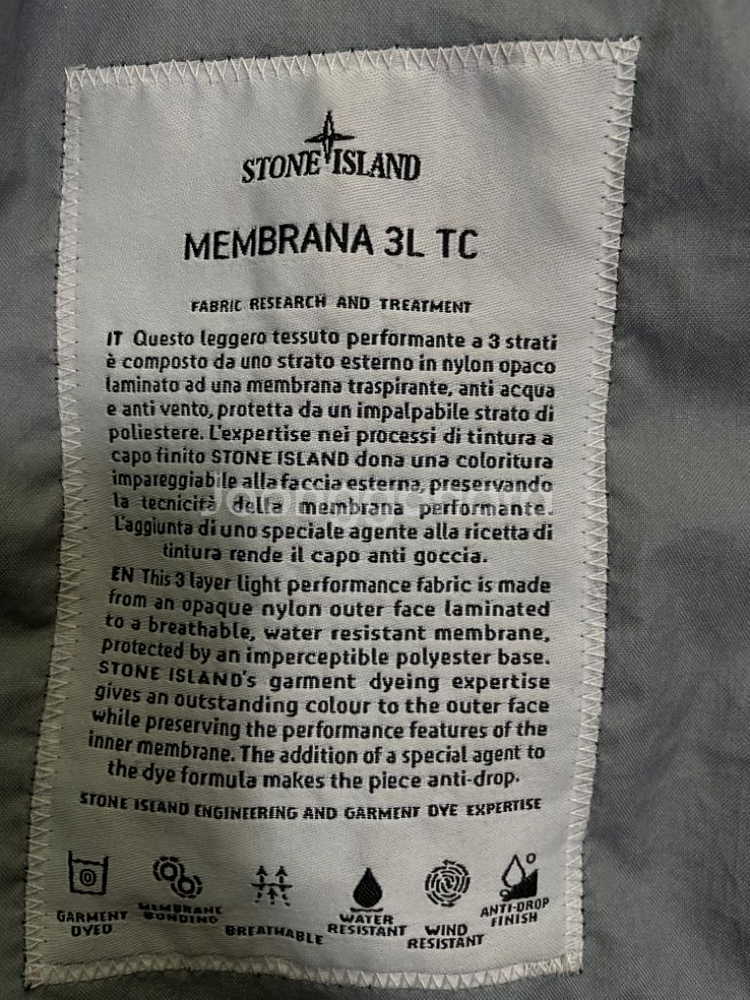 STONE ISLAND
MEMBRANA 3L TC
FABRIC RESEARCH AND TREATMENT
IT Questo leggero tessuto performante a 3 strati
è composto da uno strato esterno in nylon opaco
laminato ad una membrana traspirante, anti acqua
e anti vento, protetta da un impalpabile strato di
poliestere. L'expertise nei processi di tintura a
capo finito STONE ISLAND dona una coloritura
impareggiabile alla faccia esterna, preservando
la tecnicità della membrana performante.
L'aggiunta di uno speciale agente alla ricetta di
tintura rende il capo anti goccia.
EN This 3 layer light performance fabric is made
from an opaque nylon outer face laminated
to a breathable, water resistant membrane,
protected by an imperceptible polyester base.
STONE ISLAND's garment dyeing expertise
gives an outstanding colour to the outer face
while preserving the performance features of the
inner membrane. The addition of a special agent to
the dye formula makes the piece anti-drop.
STONE ISLAND ENGINEERING AND GARMENT DYE EXPERTISE
GARMENT
DYED
MEMBRANE
BONDING
BREATHABLE
WATER
RESISTANT
WIND
RESISTANT
ANTI-DROP
FINISH